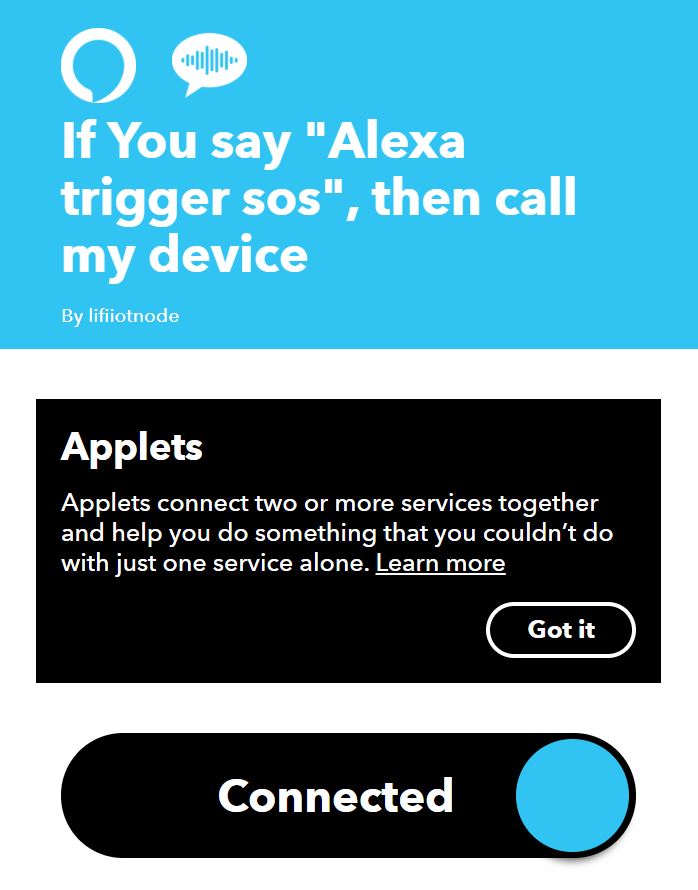 If You say "Alexa
trigger sos", then call
my device
By lifiiotnode
Applets
Applets connect two or more services together
and help you do something that you couldn’t do
with just one service alone. Learn more
Got it
Connected